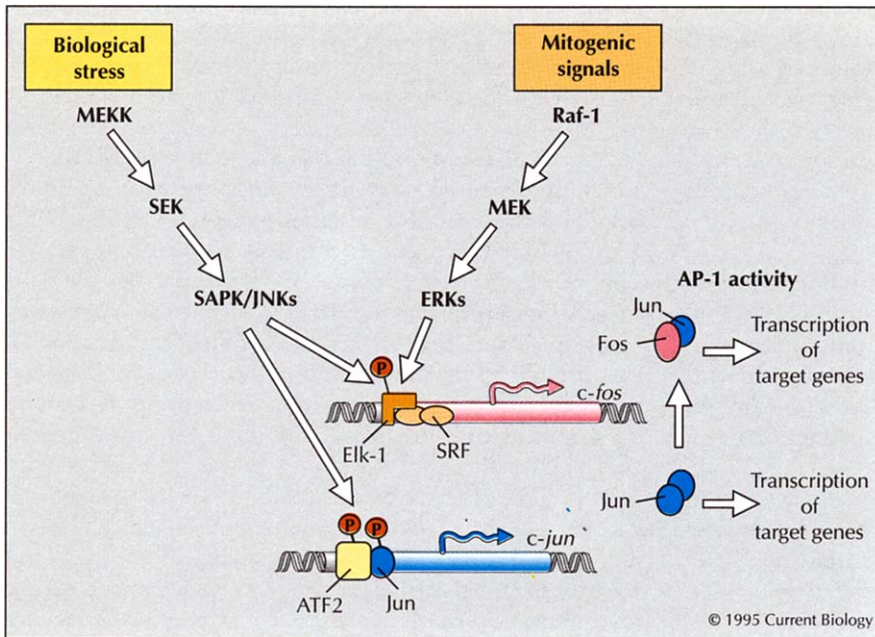 Biological
stress
Mitogenic
signals
MEKK
Raf-1
SEK
MEK
SAPK/JNKs
ERKs
AP-1 activity
Jun
Fos
Transcription
of
target genes
P
c-fos
Elk-1
SRF
Jun
Transcription
of
target genes
P
P
c-jun
ATF2
Jun
© 1995 Current Biology